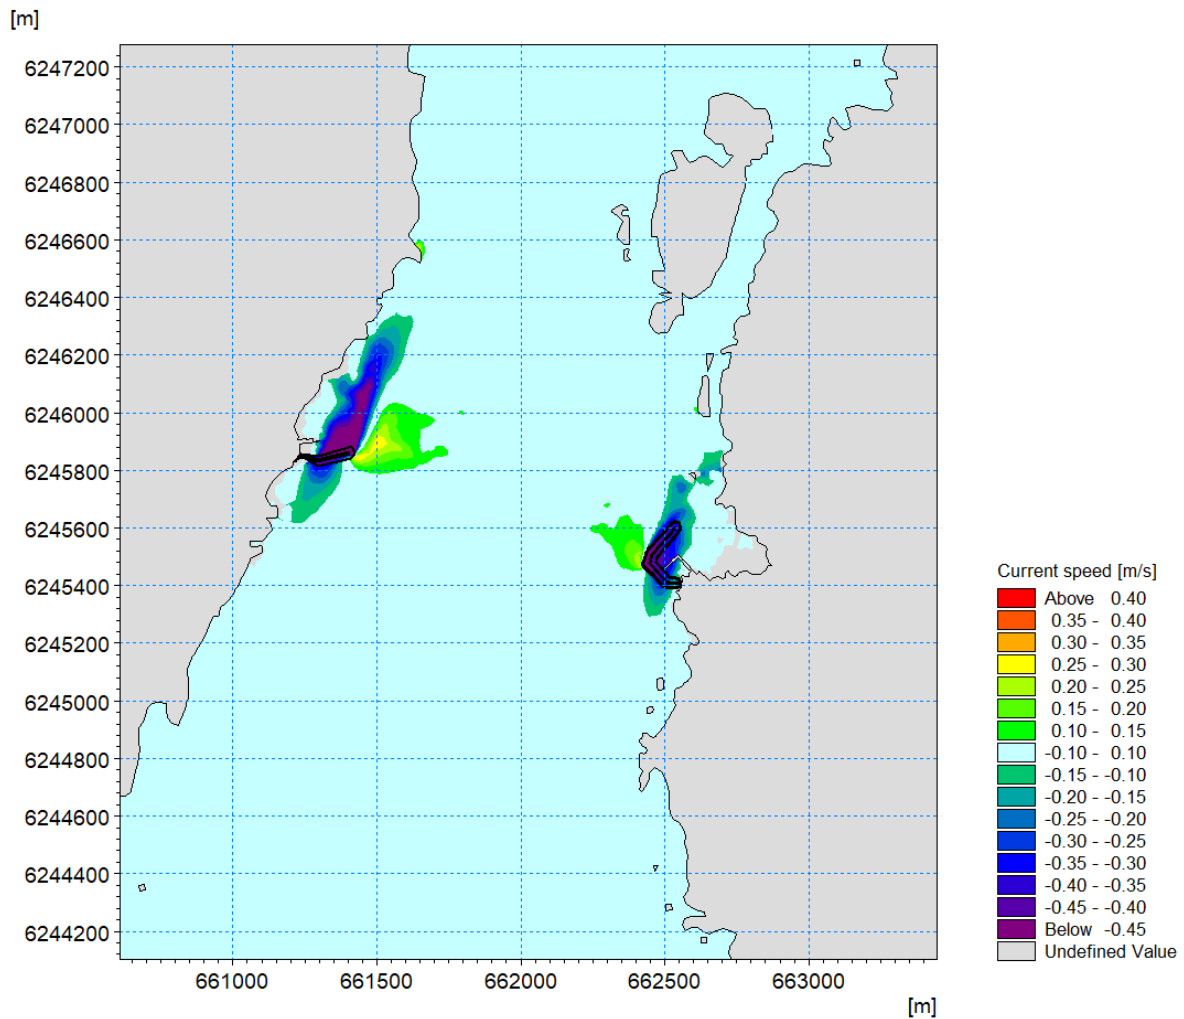 [m]
6247200
6247000
6246800
6246600
6246400
6246200
6246000
6245800
6245600
6245400
6245200
6245000
6244800
6244600
6244400
6244200
661000 661500 662000 662500 663000
[m]
Current speed [m/s]
Above 0.40
0.35 - 0.40
0.30 - 0.35
0.25 - 0.30
0.20 - 0.25
0.15 - 0.20
0.10 - 0.15
-0.10 - 0.10
-0.15 - -0.10
-0.20 - -0.15
-0.25 - -0.20
-0.30 - -0.25
-0.35 - -0.30
-0.40 - -0.35
-0.45 - -0.40
Below -0.45
Undefined Value